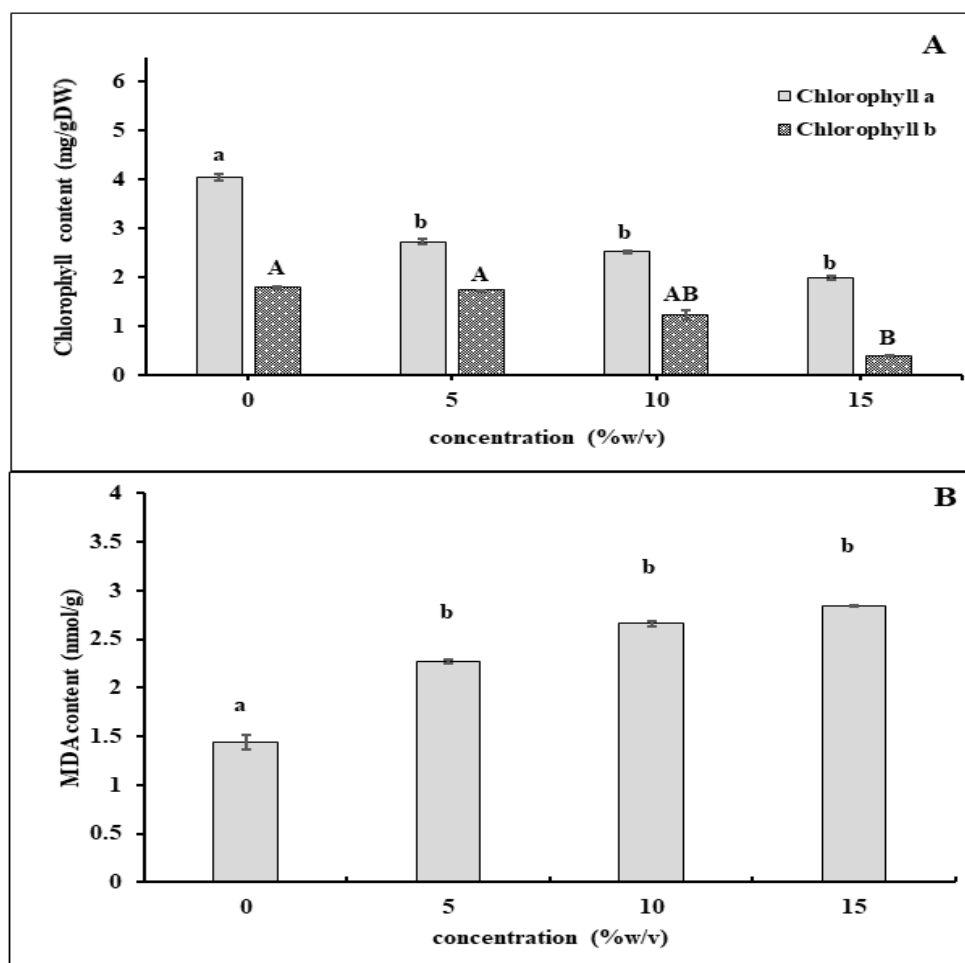 A
Chlorophyll content (mg/gDW)
6
5
4
3
2
1
0
Chlorophyll a
Chlorophyll b
a
A
b
A
b
AB
b
B
0 5 10 15
concentration (%w/v)
B
MDAcontent (nmol/g)
4
3.5
3
2.5
2
1.5
1
0.5
0
a
b
b
b
0 5 10 15
concentration (%w/v)